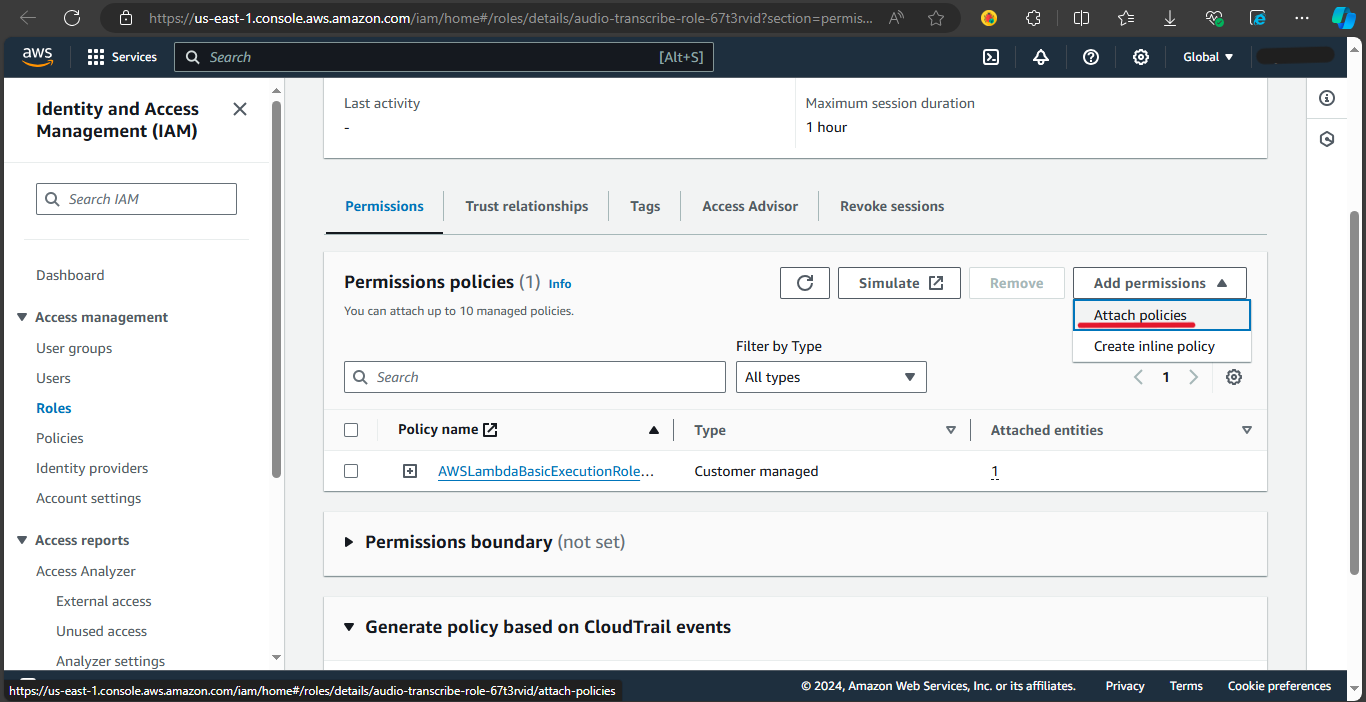 https://us-east-1.console.aws.amazon.com/iam/home#/roles/details/audio-transcribe-role-67t3rvid?section=permis...
aws
Services
Search
[Alt+S]
Global
Identity and Access
Management (IAM)
Search IAM
Dashboard
Access management
User groups
Users
Roles
Policies
Identity providers
Account settings
Access reports
Access Analyzer
External access
Unused access
Analyzer settings
Last activity
-
Maximum session duration
1 hour
Permissions
Trust relationships
Tags
Access Advisor
Revoke sessions
Permissions policies (1) Info
You can attach up to 10 managed policies.
Simulate
Remove
Add permissions
Attach policies
Create inline policy
Filter by Type
Search
All types
1
Policy name
Type
Attached entities
AWSLambdaBasicExecutionRole...
Customer managed
1
Permissions boundary (not set)
Generate policy based on CloudTrail events
https://us-east-1.console.aws.amazon.com/iam/home#/roles/details/audio-transcribe-role-67t3rvid/attach-policies
© 2024, Amazon Web Services, Inc. or its affiliates.
Privacy
Terms
Cookie preferences